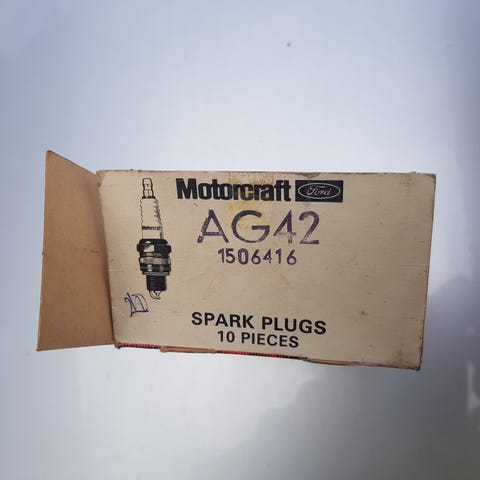 Motorcraft Ford
AG42
1506416
SPARK PLUGS
10 PIECES